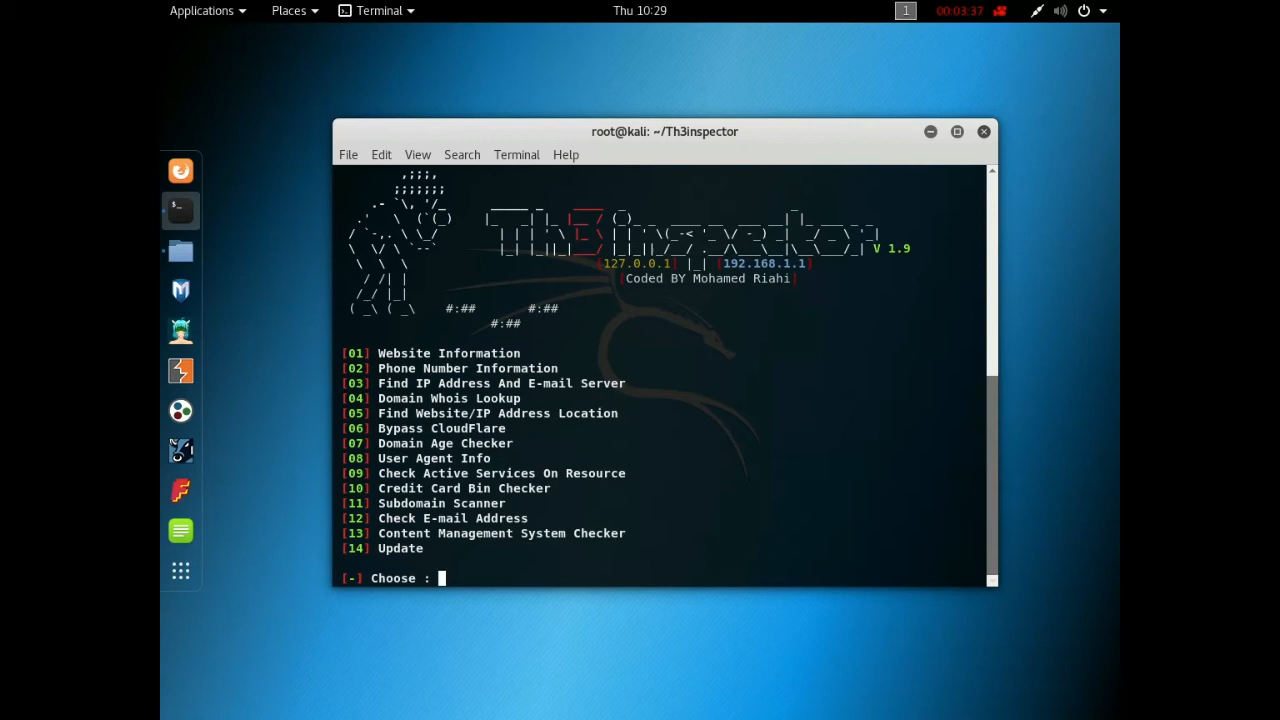 Applications Places Terminal Thu 10:29 1 00:03:37
root@kali: ~/Th3inspector
File Edit View Search Terminal Help
Th3inspector
V 1.9
[127.0.0.1] |_| [192.168.1.1]
[Coded BY Mohamed Riahi]
#:## #:##
#:##
[01] Website Information
[02] Phone Number Information
[03] Find IP Address And E-mail Server
[04] Domain Whois Lookup
[05] Find Website/IP Address Location
[06] Bypass CloudFlare
[07] Domain Age Checker
[08] User Agent Info
[09] Check Active Services On Resource
[10] Credit Card Bin Checker
[11] Subdomain Scanner
[12] Check E-mail Address
[13] Content Management System Checker
[14] Update
[-] Choose :